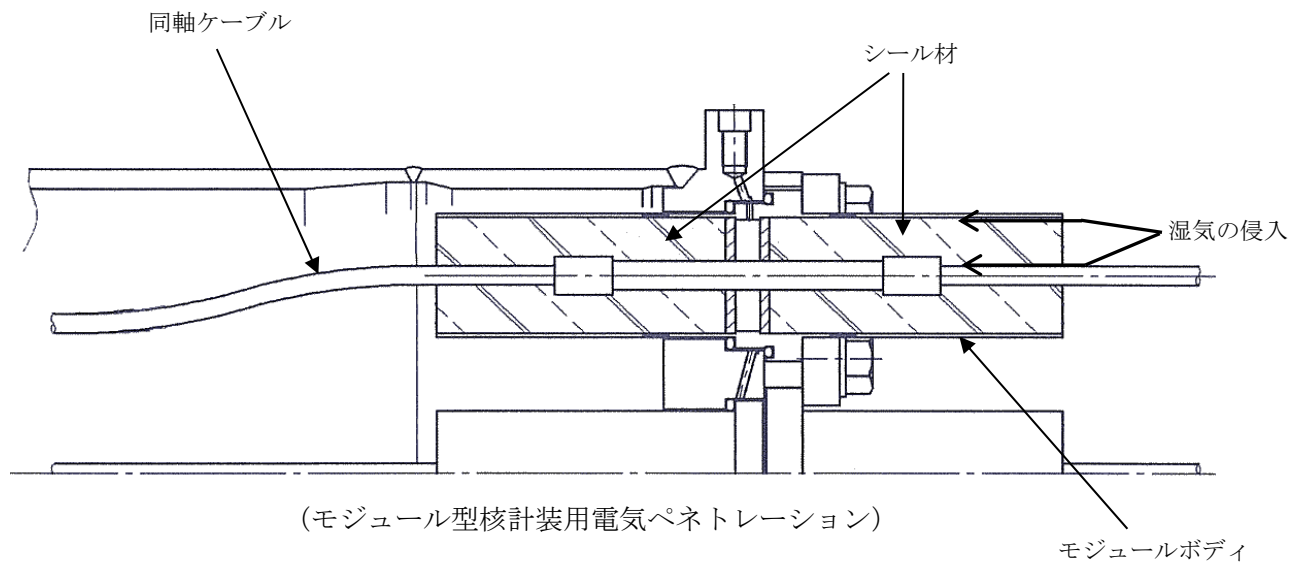 同軸ケーブル
シール材
湿気の侵入
(モジュール型核計装用電気ペネトレーション)
モジュールボディ